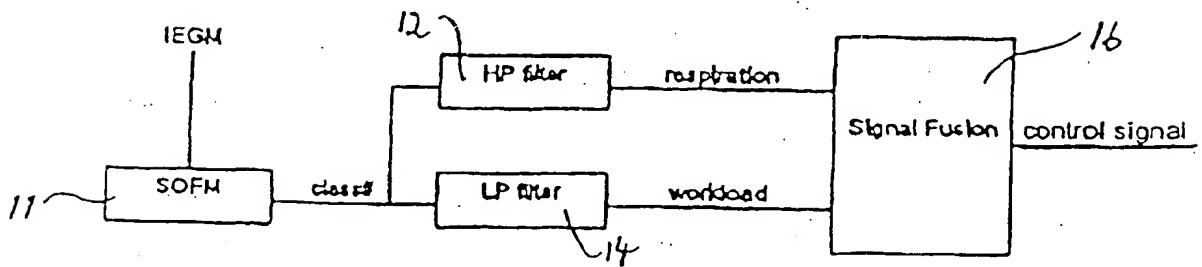 IEGM
12
HP filter
respiration
16
Signal Fusion
control signal
11
SOFM
class#
LP filter
workload
14